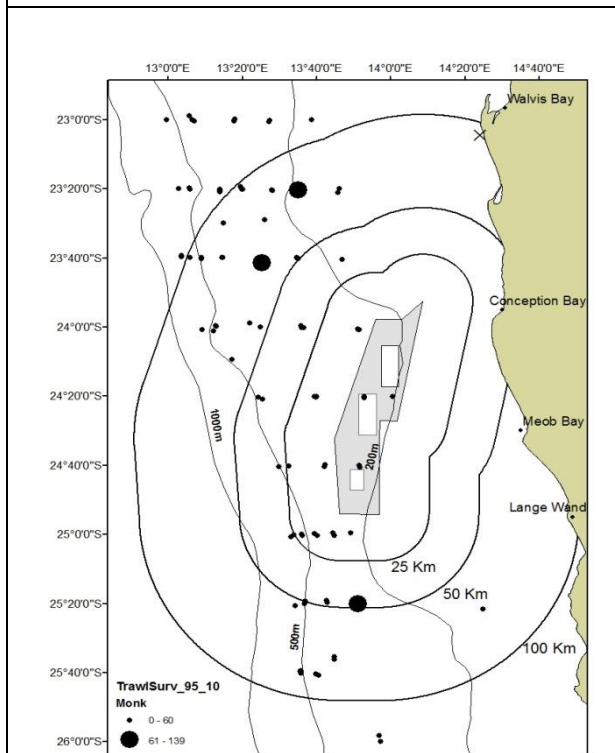 13°0'0"E 13°20'0"E 13°40'0"E 14°0'0"E 14°20'0"E 14°40'0"E
Walvis Bay
23°0'0"S
23°20'0"S
23°40'0"S
Conception Bay
24°0'0"S
24°20'0"S
1000m
Meob Bay
200m
24°40'0"S
Lange Wand
25°0'0"S
25 Km
50 Km
25°20'0"S
500m
100 Km
25°40'0"S
TrawlSurv_95_10
Monk
0 - 60
61 - 139
26°0'0"S